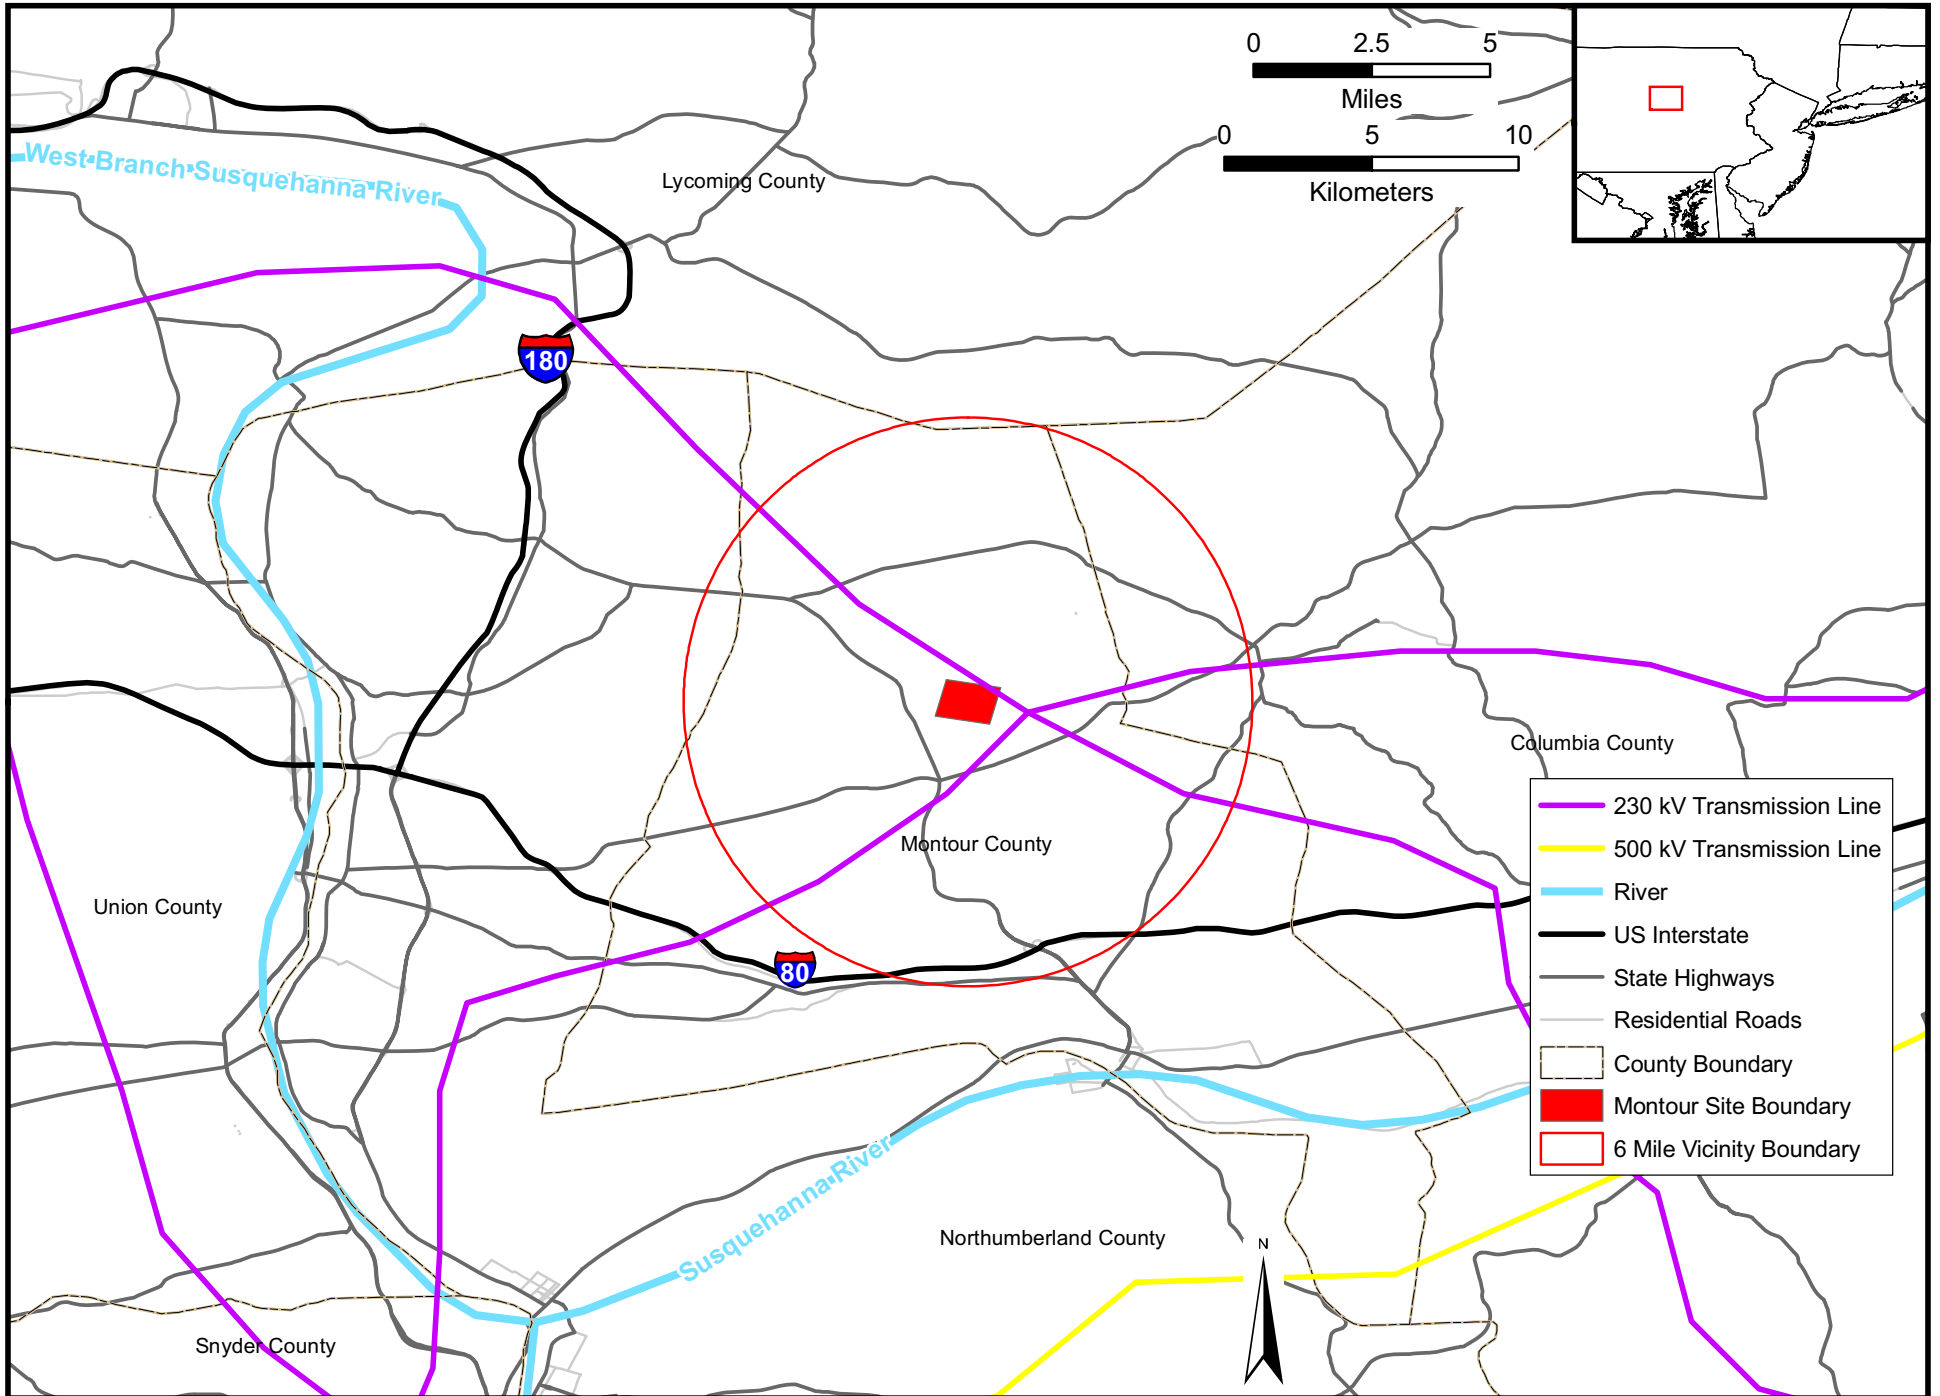 0 2.5 5
Miles
0 5 10
Kilometers
West Branch Susquehanna River
Lycoming County
180
Columbia County
230 kV Transmission Line
500 kV Transmission Line
River
US Interstate
State Highways
Residential Roads
County Boundary
Montour Site Boundary
6 Mile Vicinity Boundary
Montour County
Union County
80
Susquehanna River
Northumberland County
N
Snyder County